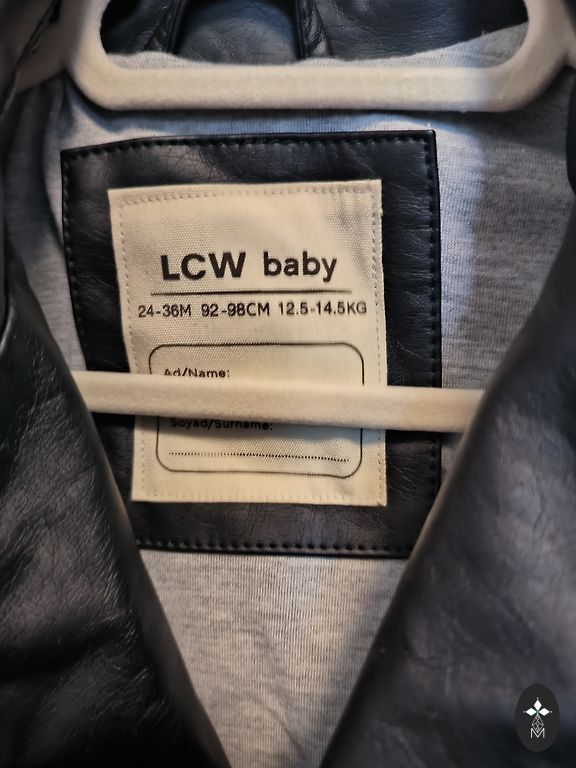 LCW baby
24-36M 92-98CM 12.5-14.5KG
Ad/Name:
Soyad/Surname:
M